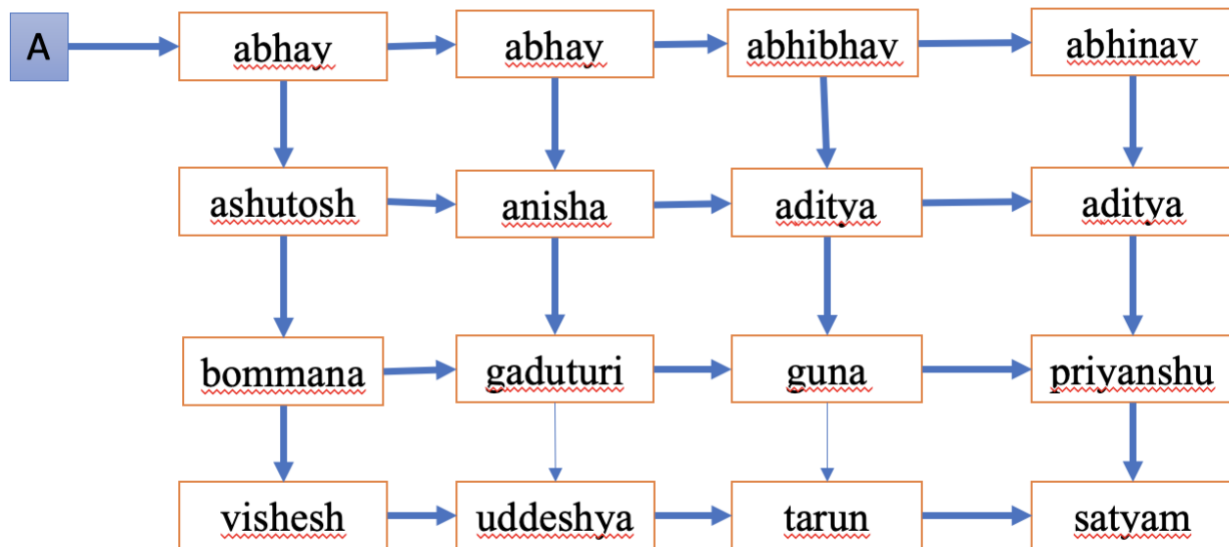 A abhay abhay abhibhav abhinav
ashutosh anisha aditya aditya
bommana gaduturi guna priyanshu
vishesh uddeshya tarun satyam